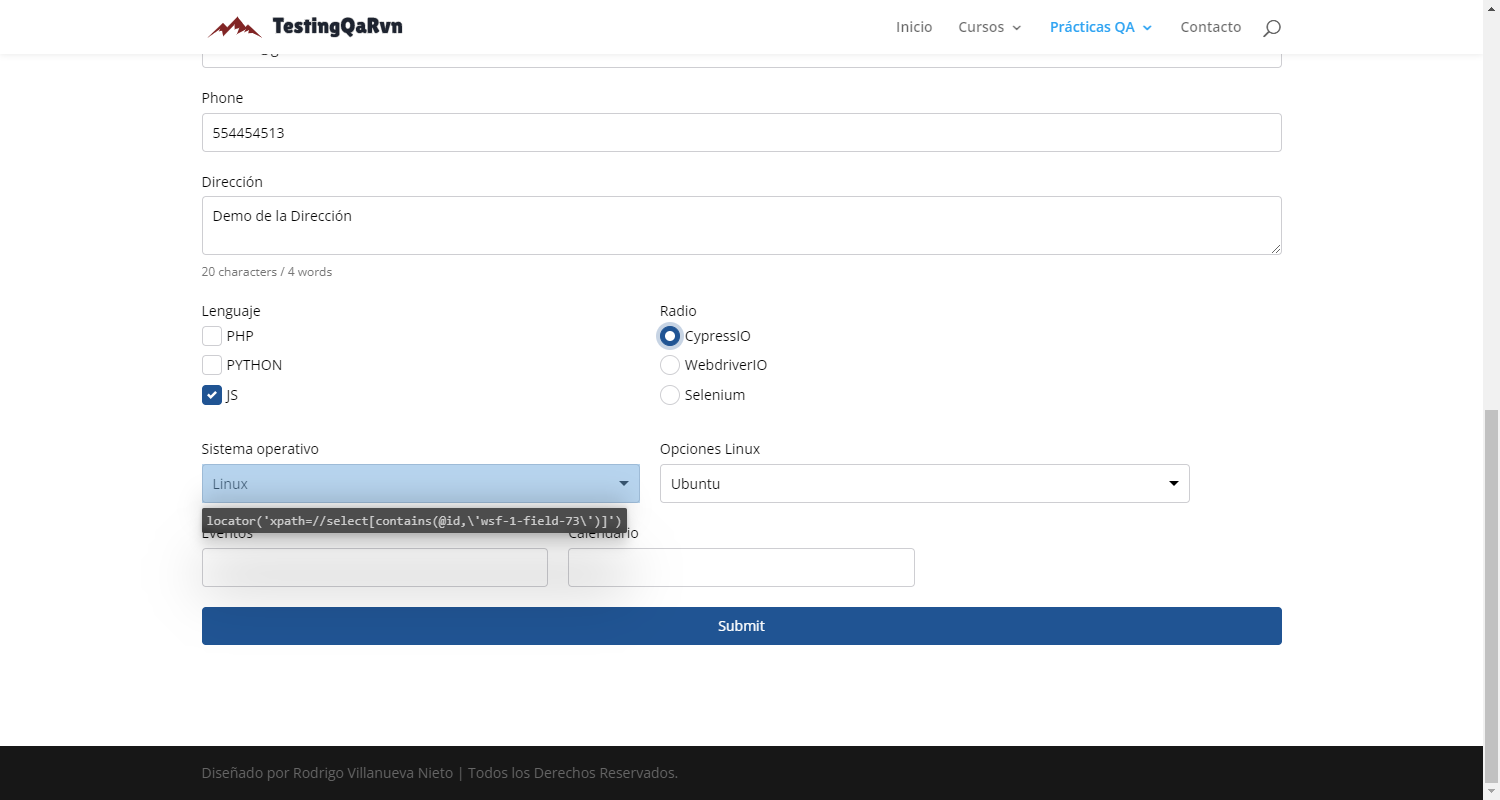 TestingQaRvn
Inicio Cursos Prácticas QA Contacto
Phone
554454513
Dirección
Demo de la Dirección
20 characters / 4 words
Lenguaje
PHP
PYTHON
JS
Radio
CypressIO
WebdriverIO
Selenium
Sistema operativo
Linux
locator('xpath=//select[contains(@id,\'wsf-1-field-73\')]')
Opciones Linux
Ubuntu
Eventos
Calendario
Submit
Diseñado por Rodrigo Villanueva Nieto | Todos los Derechos Reservados.